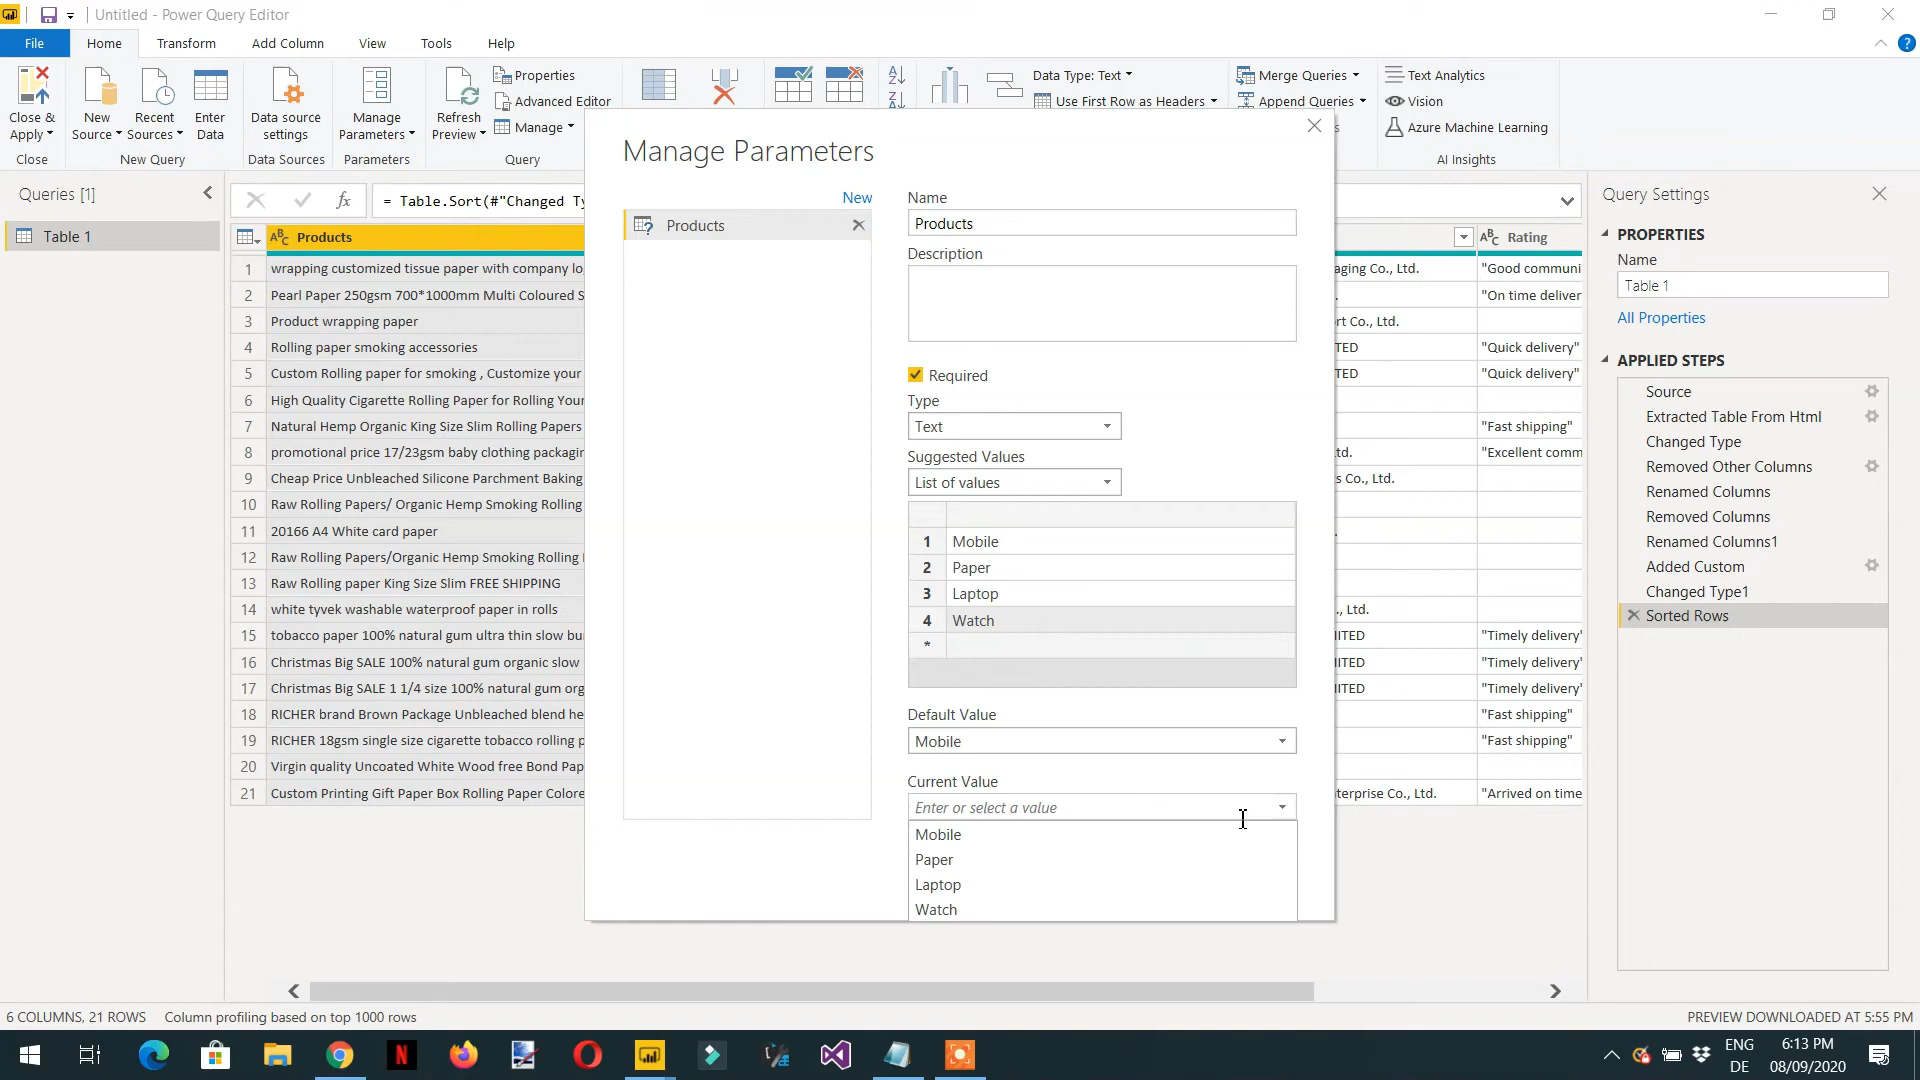 Untitled - Power Query Editor
File Home Transform Add Column View Tools Help
Close & Apply
Close
New Source
Recent Sources
Enter Data
New Query
Data source settings
Data Sources
Manage Parameters
Parameters
Refresh Preview
Properties
Advanced Editor
Manage
Query
Data Type: Text
Use First Row as Headers
Merge Queries
Append Queries
Text Analytics
Vision
Azure Machine Learning
AI Insights
Queries [1]
Table 1
fx
= Table.Sort(#"Changed Ty
Products
1 wrapping customized tissue paper with company lo
2 Pearl Paper 250gsm 700*1000mm Multi Coloured S
3 Product wrapping paper
4 Rolling paper smoking accessories
5 Custom Rolling paper for smoking , Customize your
6 High Quality Cigarette Rolling Paper for Rolling Your
7 Natural Hemp Organic King Size Slim Rolling Papers
8 promotional price 17/23gsm baby clothing packagin
9 Cheap Price Unbleached Silicone Parchment Baking
10 Raw Rolling Papers/ Organic Hemp Smoking Rolling
11 20166 A4 White card paper
12 Raw Rolling Papers/Organic Hemp Smoking Rolling
13 Raw Rolling paper King Size Slim FREE SHIPPING
14 white tyvek washable waterproof paper in rolls
15 tobacco paper 100% natural gum ultra thin slow bu
16 Christmas Big SALE 100% natural gum organic slow
17 Christmas Big SALE 1 1/4 size 100% natural gum org
18 RICHER brand Brown Package Unbleached blend he
19 RICHER 18gsm single size cigarette tobacco rolling p
20 Virgin quality Uncoated White Wood free Bond Pap
21 Custom Printing Gift Paper Box Rolling Paper Colore
Manage Parameters
New
Products
Name
Products
Description
Required
Type
Text
Suggested Values
List of values
1 Mobile
2 Paper
3 Laptop
4 Watch
*
Default Value
Mobile
Current Value
Enter or select a value
Mobile
Paper
Laptop
Watch
Rating
aging Co., Ltd. "Good communi
"On time deliver
rt Co., Ltd.
TED "Quick delivery"
TED "Quick delivery"
"Fast shipping"
td. "Excellent comm
s Co., Ltd.
., Ltd.
IITED "Timely delivery"
IITED "Timely delivery"
IITED "Timely delivery"
"Fast shipping"
"Fast shipping"
terprise Co., Ltd. "Arrived on time
Query Settings
PROPERTIES
Name
Table 1
All Properties
APPLIED STEPS
Source
Extracted Table From Html
Changed Type
Removed Other Columns
Renamed Columns
Removed Columns
Renamed Columns1
Added Custom
Changed Type1
Sorted Rows
6 COLUMNS, 21 ROWS Column profiling based on top 1000 rows
PREVIEW DOWNLOADED AT 5:55 PM
ENG
DE
6:13 PM
08/09/2020